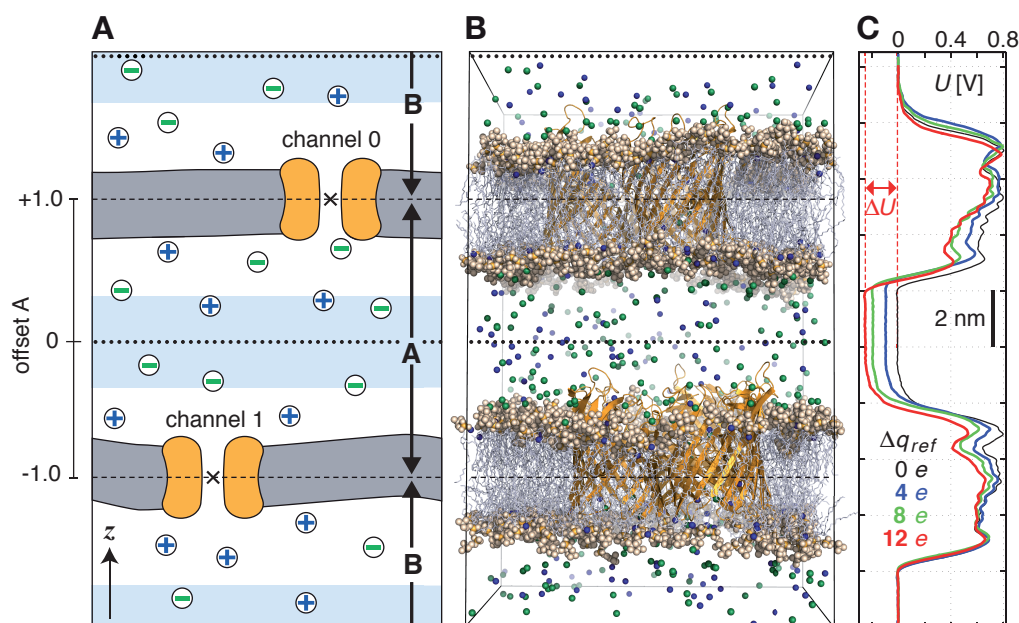 A
B
C
0 0.4 0.8
U [V]
B
channel 0
+1.0
ΔU
offset A
0
A
2 nm
channel 1
-1.0
Δq_ref
0 e
4 e
8 e
12 e
z
B